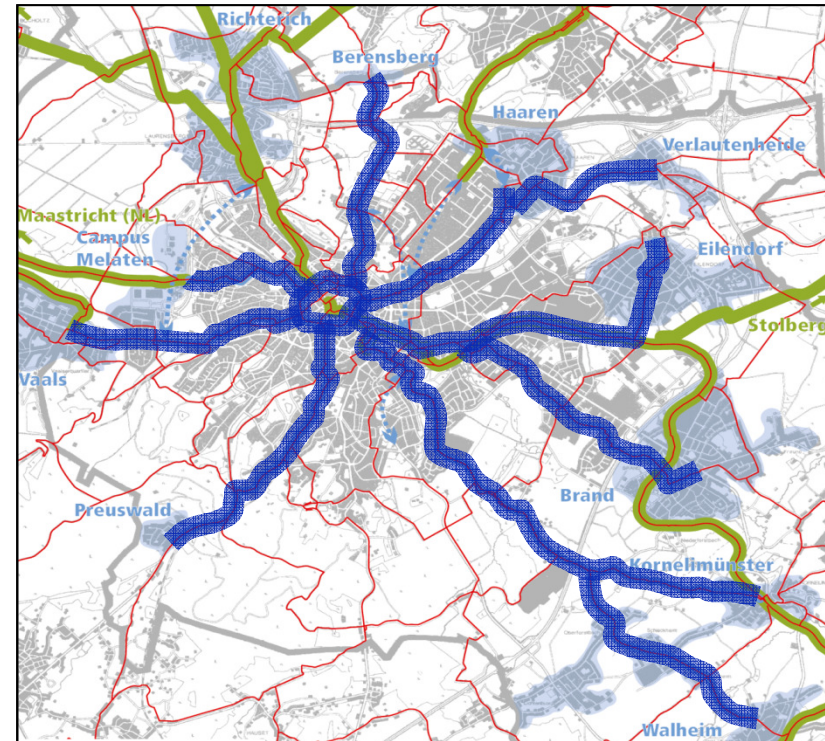 Richterich
Berensberg
Haaren
Verlautenheide
Maastricht (NL)
Campus
Melaten
Eilendorf
Stolberg
Vaals
Brand
Preuswald
Kornelimünster
Walheim